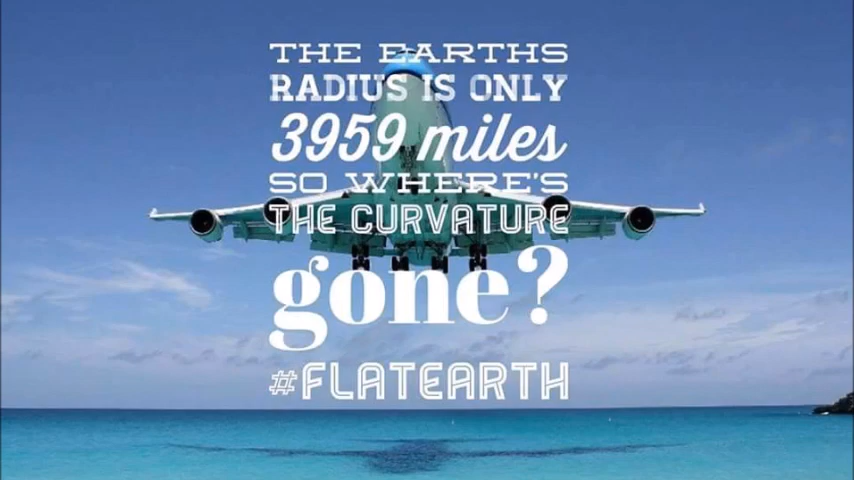 THE EARTHS
RADIUS IS ONLY
3959 miles
SO WHERE'S
THE CURVATURE
gone?
#FLATEARTH